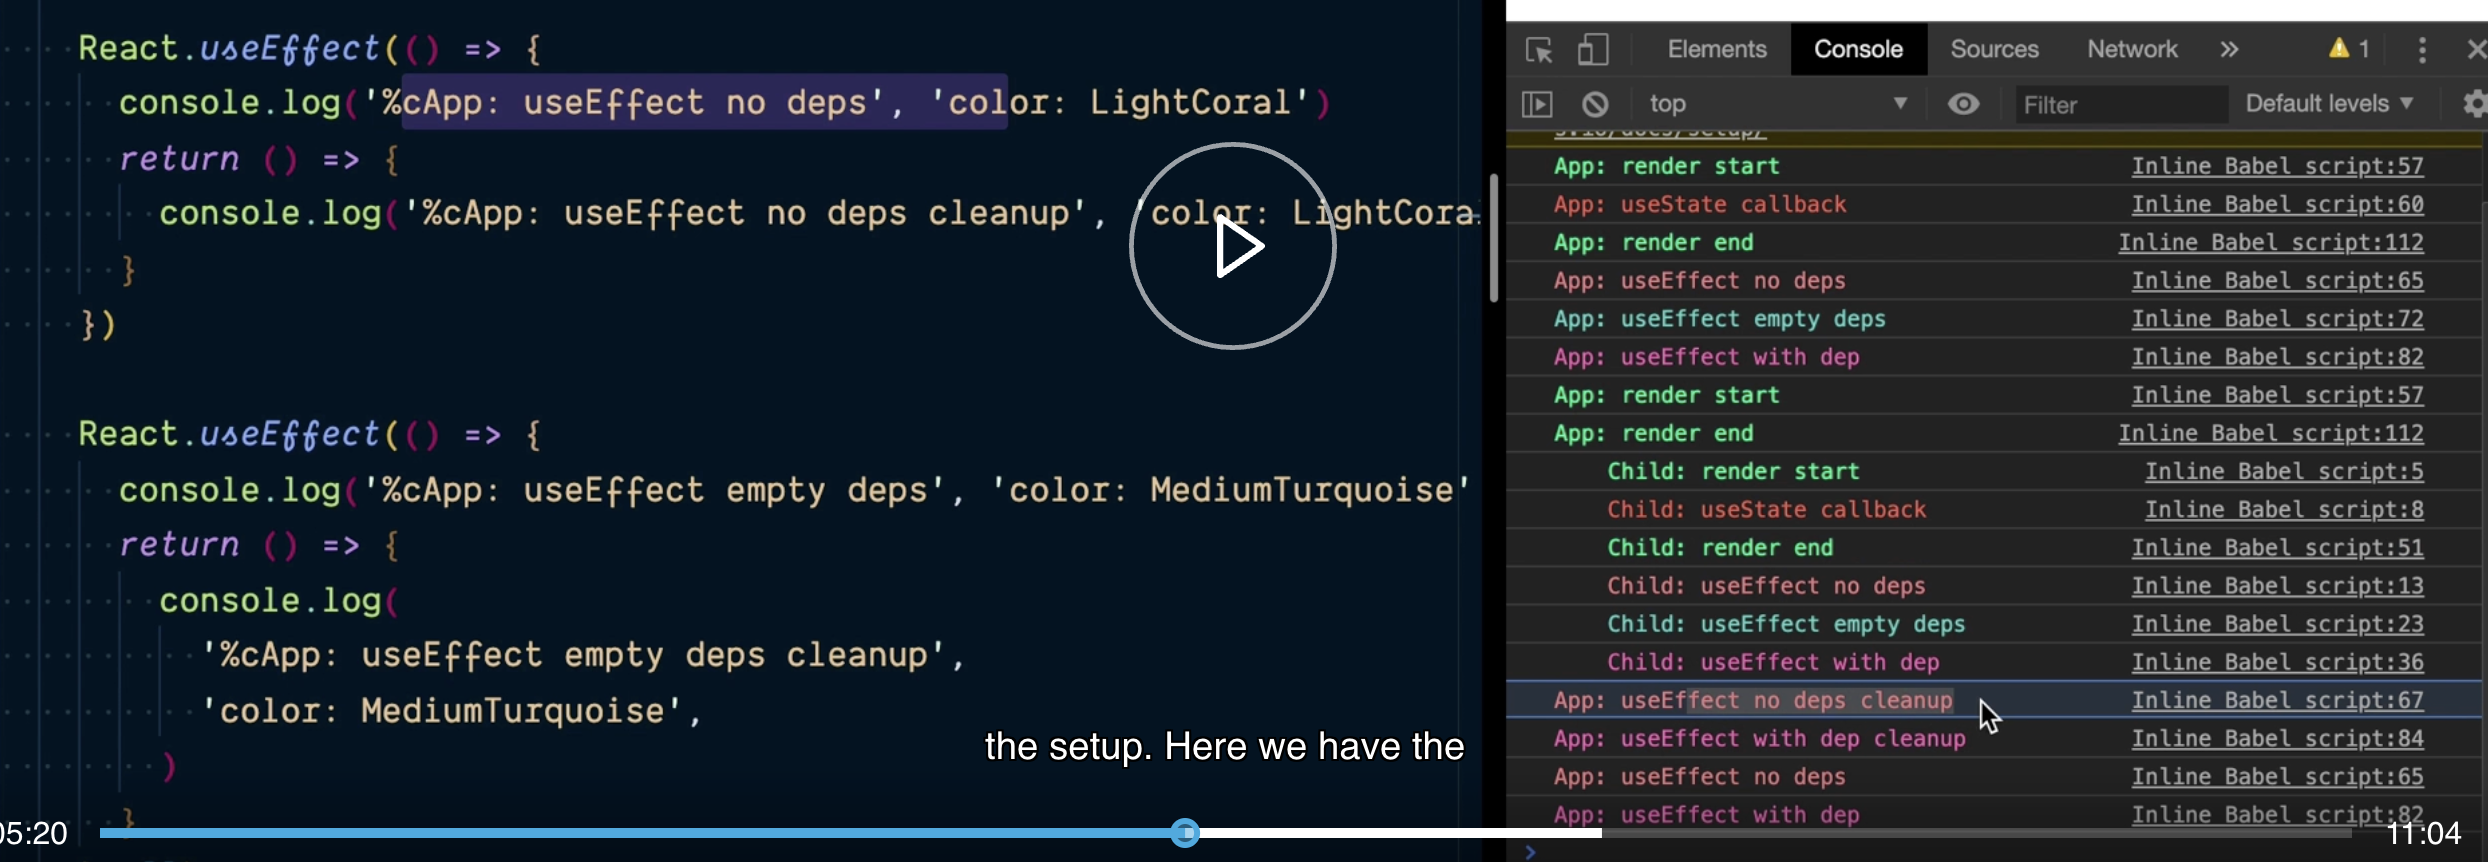 React.useEffect(() => {
console.log('%cApp: useEffect no deps', 'color: LightCoral')
return () => {
console.log('%cApp: useEffect no deps cleanup', 'color: LightCoral
}
})
React.useEffect(() => {
console.log('%cApp: useEffect empty deps', 'color: MediumTurquoise'
return () => {
console.log(
'%cApp: useEffect empty deps cleanup',
'color: MediumTurquoise',
)
}
the setup. Here we have the
05:20
11:04
Elements Console Sources Network » 1
top Filter Default levels
App: render start Inline Babel script:57
App: useState callback Inline Babel script:60
App: render end Inline Babel script:112
App: useEffect no deps Inline Babel script:65
App: useEffect empty deps Inline Babel script:72
App: useEffect with dep Inline Babel script:82
App: render start Inline Babel script:57
App: render end Inline Babel script:112
Child: render start Inline Babel script:5
Child: useState callback Inline Babel script:8
Child: render end Inline Babel script:51
Child: useEffect no deps Inline Babel script:13
Child: useEffect empty deps Inline Babel script:23
Child: useEffect with dep Inline Babel script:36
App: useEffect no deps cleanup Inline Babel script:67
App: useEffect with dep cleanup Inline Babel script:84
App: useEffect no deps Inline Babel script:65
App: useEffect with dep Inline Babel script:82
>